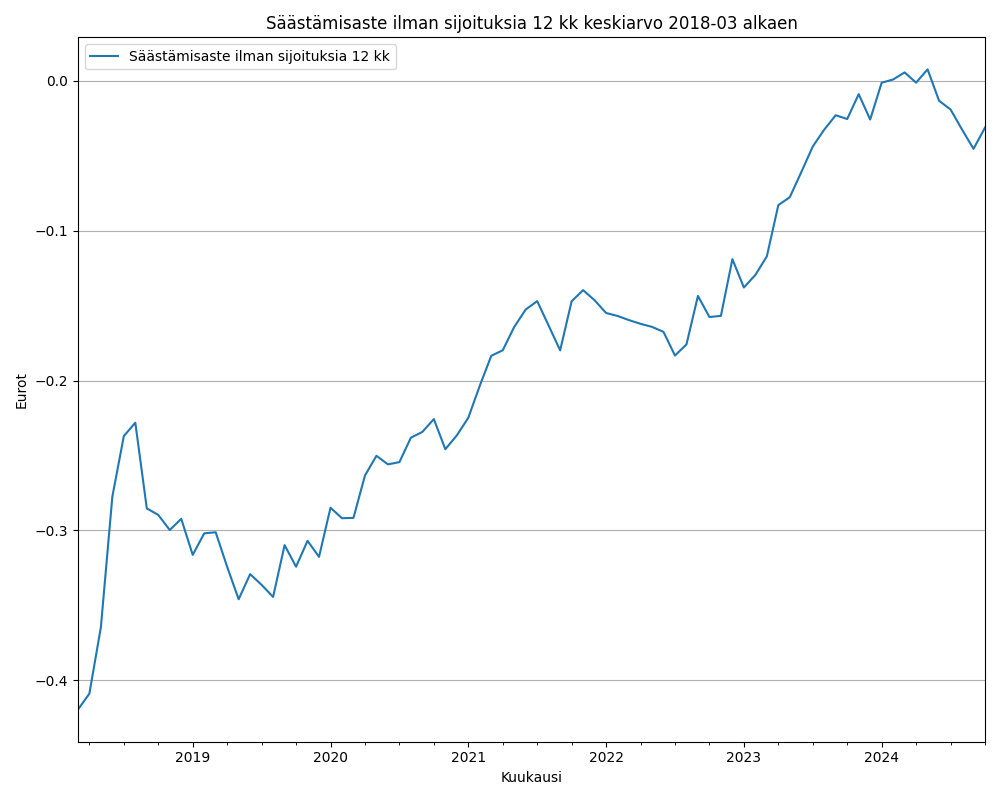 Säästämisaste ilman sijoituksia 12 kk keskiarvo 2018-03 alkaen
Säästämisaste ilman sijoituksia 12 kk
0.0
−0.1
−0.2
−0.3
−0.4
Eurot
2019 2020 2021 2022 2023 2024
Kuukausi